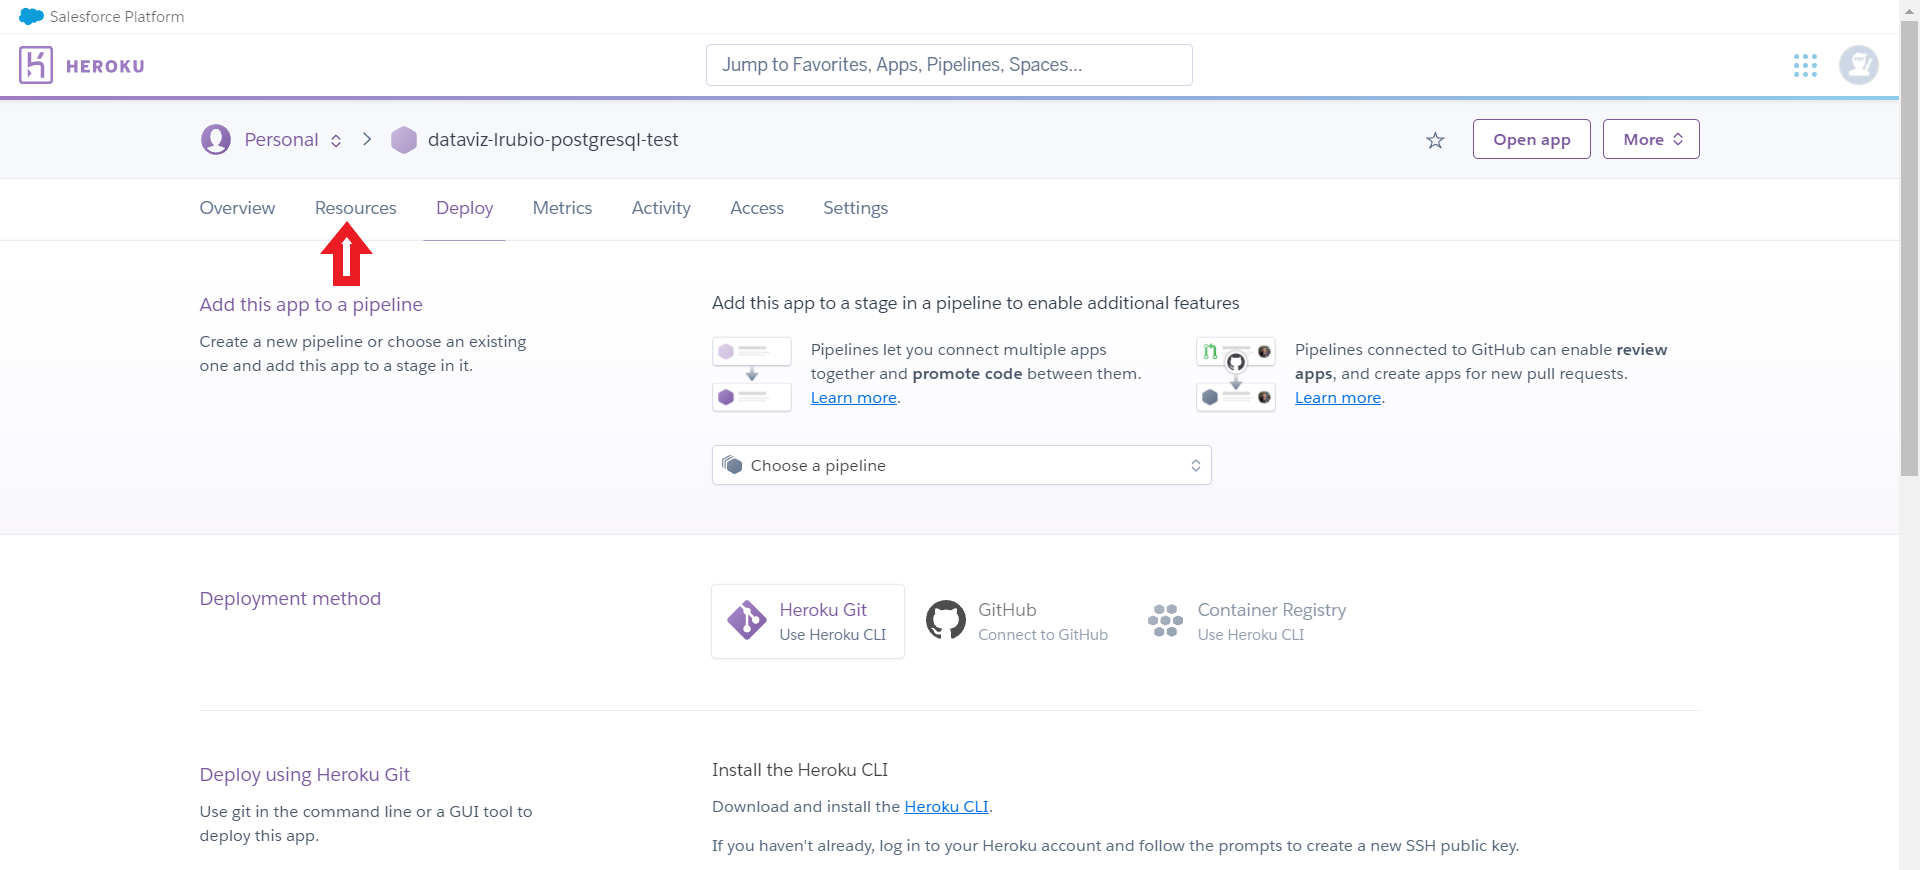 Salesforce Platform
HEROKU
Jump to Favorites, Apps, Pipelines, Spaces...
Personal
dataviz-lrubio-postgresql-test
Open app
More
Overview
Resources
Deploy
Metrics
Activity
Access
Settings
Add this app to a pipeline
Create a new pipeline or choose an existing
one and add this app to a stage in it.
Add this app to a stage in a pipeline to enable additional features
Pipelines let you connect multiple apps
together and promote code between them.
Learn more.
Pipelines connected to GitHub can enable review
apps, and create apps for new pull requests.
Learn more.
Choose a pipeline
Deployment method
Heroku Git
Use Heroku CLI
GitHub
Connect to GitHub
Container Registry
Use Heroku CLI
Deploy using Heroku Git
Use git in the command line or a GUI tool to
deploy this app.
Install the Heroku CLI
Download and install the Heroku CLI.
If you haven't already, log in to your Heroku account and follow the prompts to create a new SSH public key.